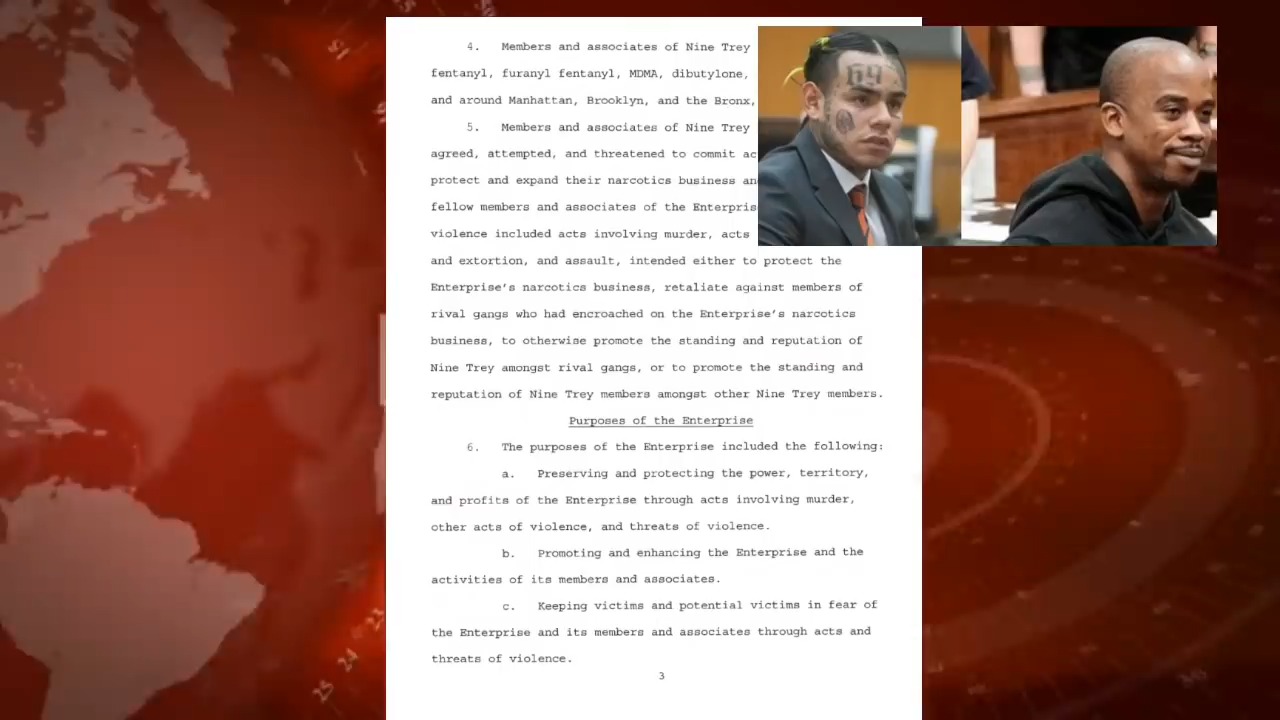 4. Members and associates of Nine Trey
fentanyl, furanyl fentanyl, MDMA, dibutylone,
and around Manhattan, Brooklyn, and the Bronx,
5. Members and associates of Nine Trey
agreed, attempted, and threatened to commit ac
protect and expand their narcotics business an
fellow members and associates of the Enterpris
violence included acts involving murder, acts
and extortion, and assault, intended either to protect the
Enterprise's narcotics business, retaliate against members of
rival gangs who had encroached on the Enterprise's narcotics
business, to otherwise promote the standing and reputation of
Nine Trey amongst rival gangs, or to promote the standing and
reputation of Nine Trey members amongst other Nine Trey members.
Purposes of the Enterprise
6. The purposes of the Enterprise included the following:
a. Preserving and protecting the power, territory,
and profits of the Enterprise through acts involving murder,
other acts of violence, and threats of violence.
b. Promoting and enhancing the Enterprise and the
activities of its members and associates.
c. Keeping victims and potential victims in fear of
the Enterprise and its members and associates through acts and
threats of violence.
3
69